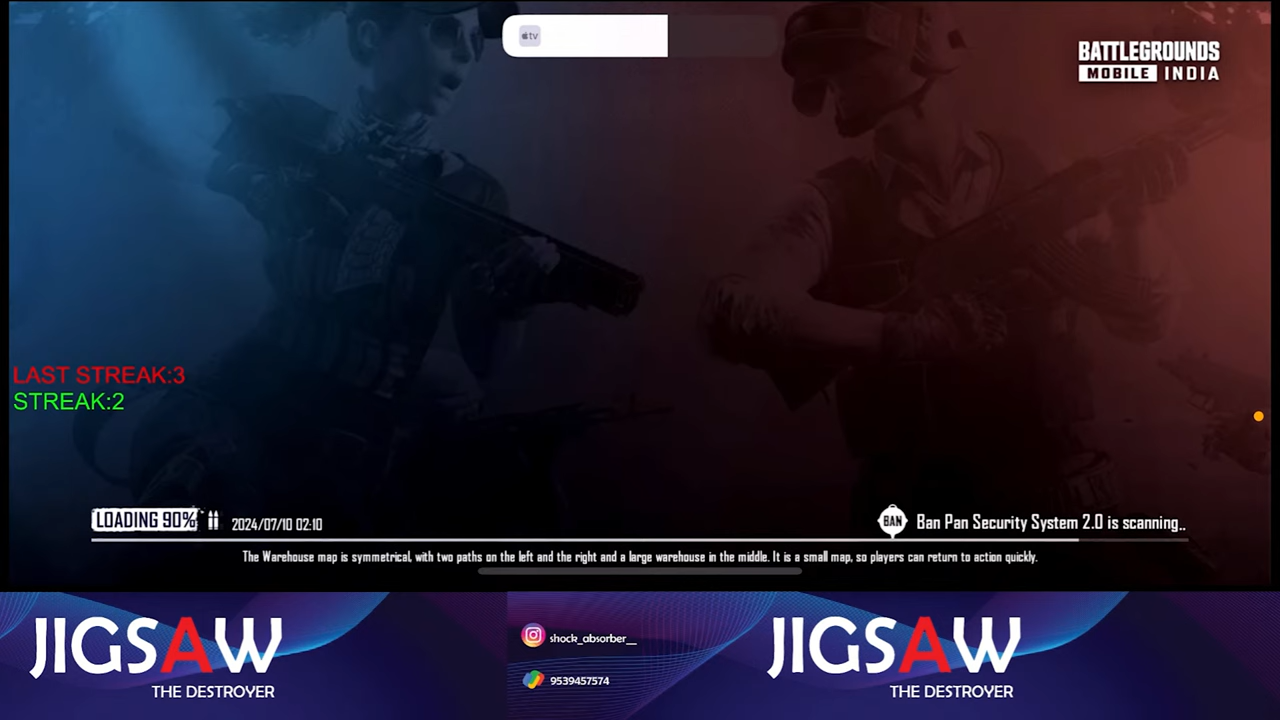 tv
BATTLEGROUNDS
MOBILE INDIA
LAST STREAK:3
STREAK:2
LOADING 90%
2024/07/10 02:10
BAN
Ban Pan Security System 2.0 is scanning..
The Warehouse map is symmetrical, with two paths on the left and the right and a large warehouse in the middle. It is a small map, so players can return to action quickly.
JIGSAW
THE DESTROYER
shock_absorber__
9539457574
JIGSAW
THE DESTROYER